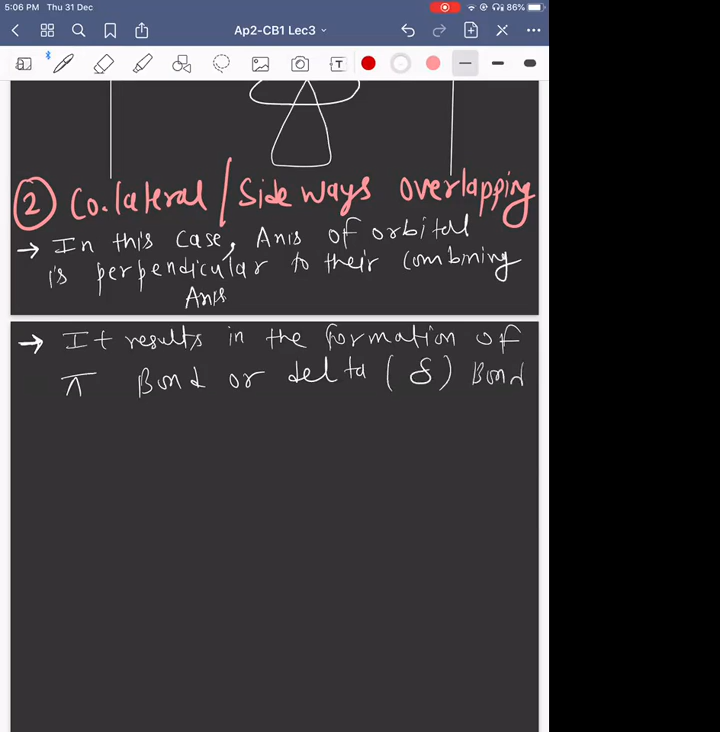 5:06 PM Thu 31 Dec
86%
Ap2-CB1 Lec3
T
2 Co.lateral / Side ways overlapping
→ In this case, Axis of orbital
is perpendicular to their combining
Axis
→ It results in the formation of
π Bond or delta (δ) Bond